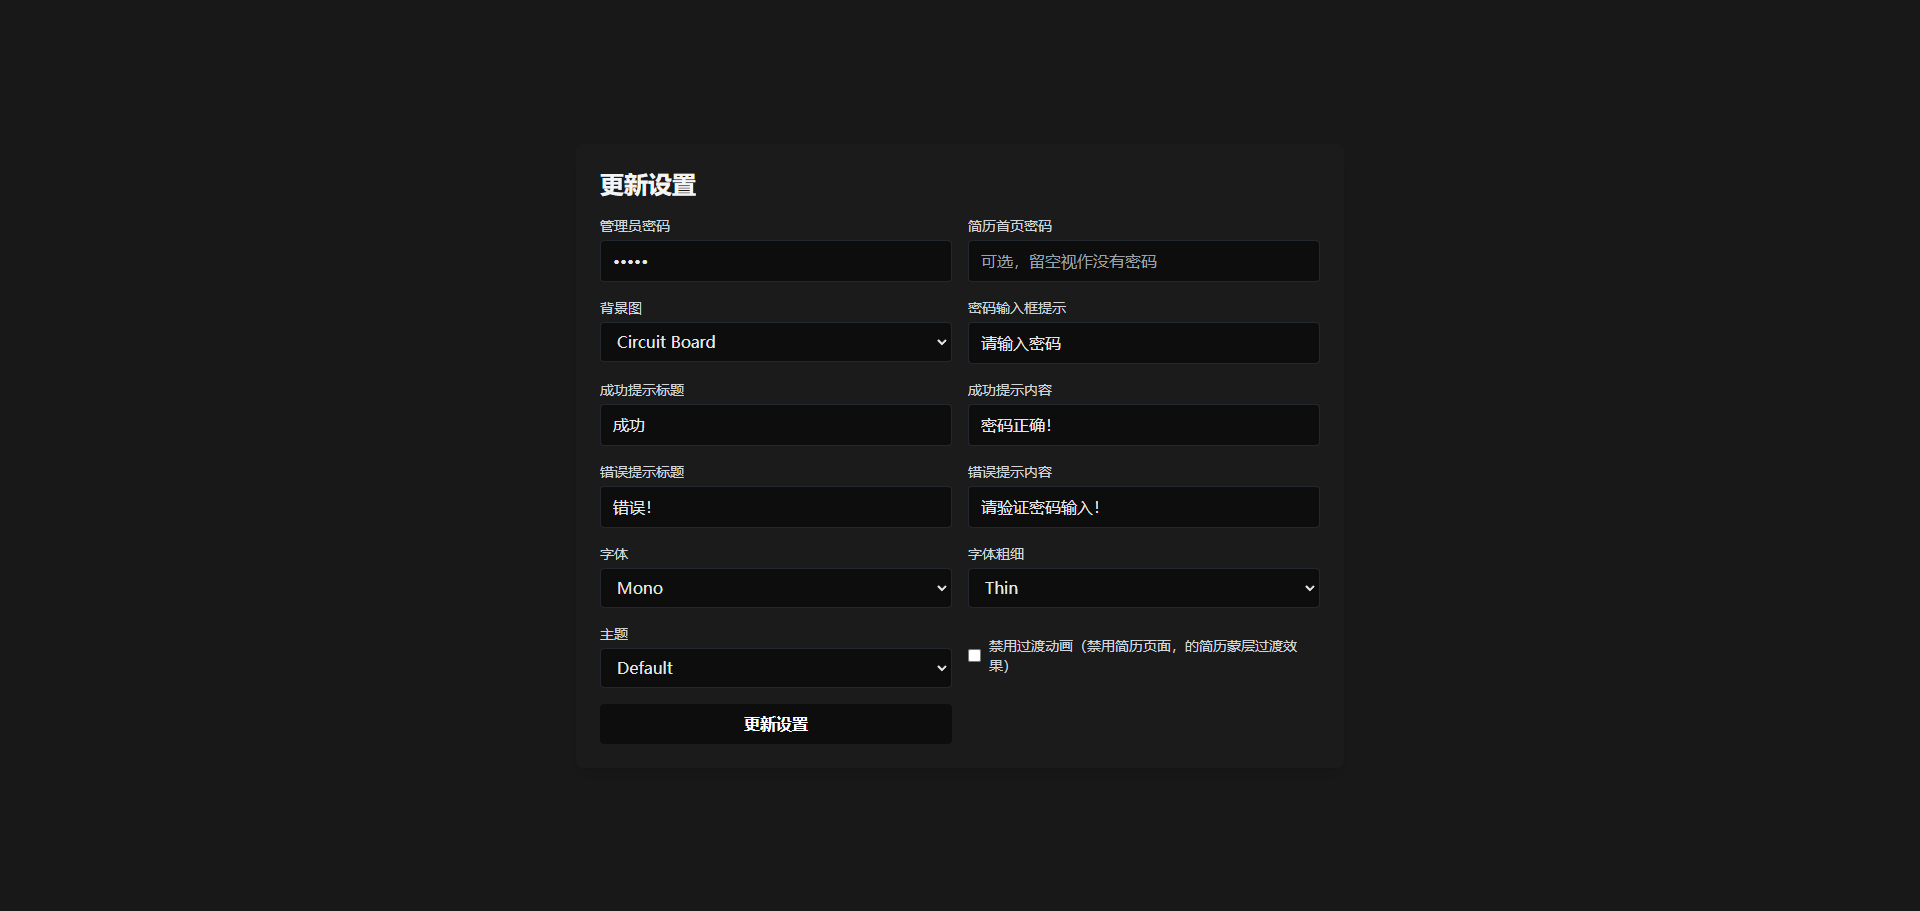 更新设置
管理员密码
简历首页密码
•••••
可选，留空视作没有密码
背景图
密码输入框提示
Circuit Board
请输入密码
成功提示标题
成功提示内容
成功
密码正确！
错误提示标题
错误提示内容
错误！
请验证密码输入！
字体
字体粗细
Mono
Thin
主题
禁用过渡动画（禁用简历页面，的简历蒙层过渡效
果）
Default
更新设置